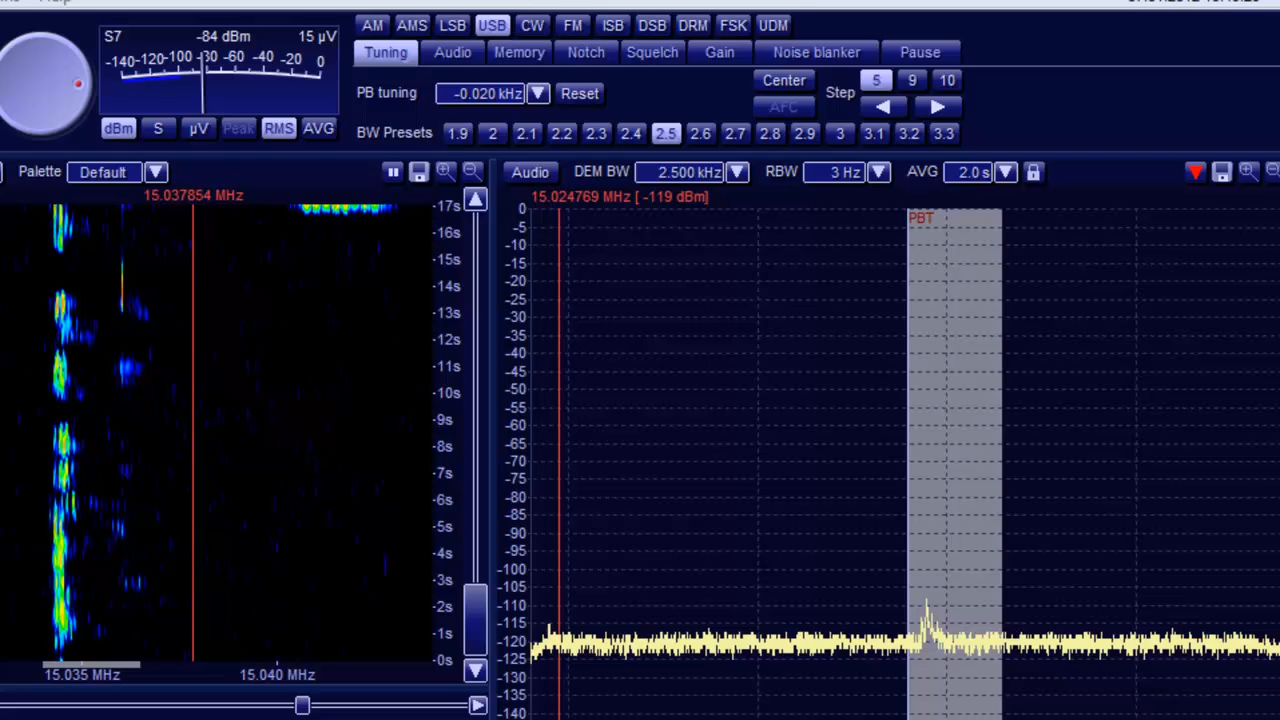 Help
S7 -84 dBm 15 µV
-140 -120 -100 -80 -60 -40 -20 0
dBm S µV Peak RMS AVG
AM AMS LSB USB CW FM ISB DSB DRM FSK UDM
Tuning Audio Memory Notch Squelch Gain Noise blanker Pause
PB tuning -0.020 kHz Reset Center Step 5 9 10
AFC
BW Presets 1.9 2 2.1 2.2 2.3 2.4 2.5 2.6 2.7 2.8 2.9 3 3.1 3.2 3.3
Palette Default
15.037854 MHz
-17s
-16s
-15s
-14s
-13s
-12s
-11s
-10s
-9s
-8s
-7s
-6s
-5s
-4s
-3s
-2s
-1s
-0s
15.035 MHz 15.040 MHz
Audio DEM BW 2.500 kHz RBW 3 Hz AVG 2.0 s
15.024769 MHz [ -119 dBm]
PBT
0
-5
-10
-15
-20
-25
-30
-35
-40
-45
-50
-55
-60
-65
-70
-75
-80
-85
-90
-95
-100
-105
-110
-115
-120
-125
-130
-135
-140